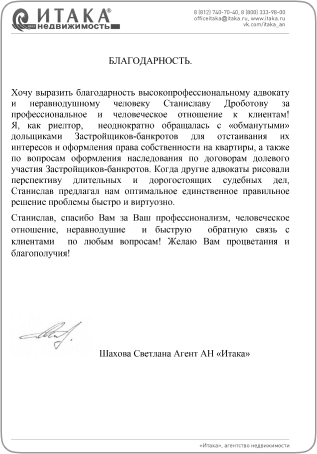 ИТАКА®
недвижимость
8 (812) 740-70-40, 8 (800) 333-98-00
officeitaka@itaka.ru, www.itaka.ru
vk.com/itaka_an
БЛАГОДАРНОСТЬ.
Хочу выразить благодарность высокопрофессиональному адвокату
и неравнодушному человеку Станиславу Дроботову за
профессиональное и человеческое отношение к клиентам!
Я, как риелтор, неоднократно обращалась с «обманутыми»
дольщиками Застройщиков-банкротов для отстаивания их
интересов и оформления права собственности на квартиры, а также
по вопросам оформления наследования по договорам долевого
участия Застройщиков-банкротов. Когда другие адвокаты рисовали
перспективу длительных и дорогостоящих судебных дел,
Станислав предлагал нам оптимальное единственное правильное
решение проблемы быстро и виртуозно.
Станислав, спасибо Вам за Ваш профессионализм, человеческое
отношение, неравнодушие и быструю обратную связь с
клиентами по любым вопросам! Желаю Вам процветания и
благополучия!
Шахова Светлана Агент АН «Итака»
«Итака», агентство недвижимости